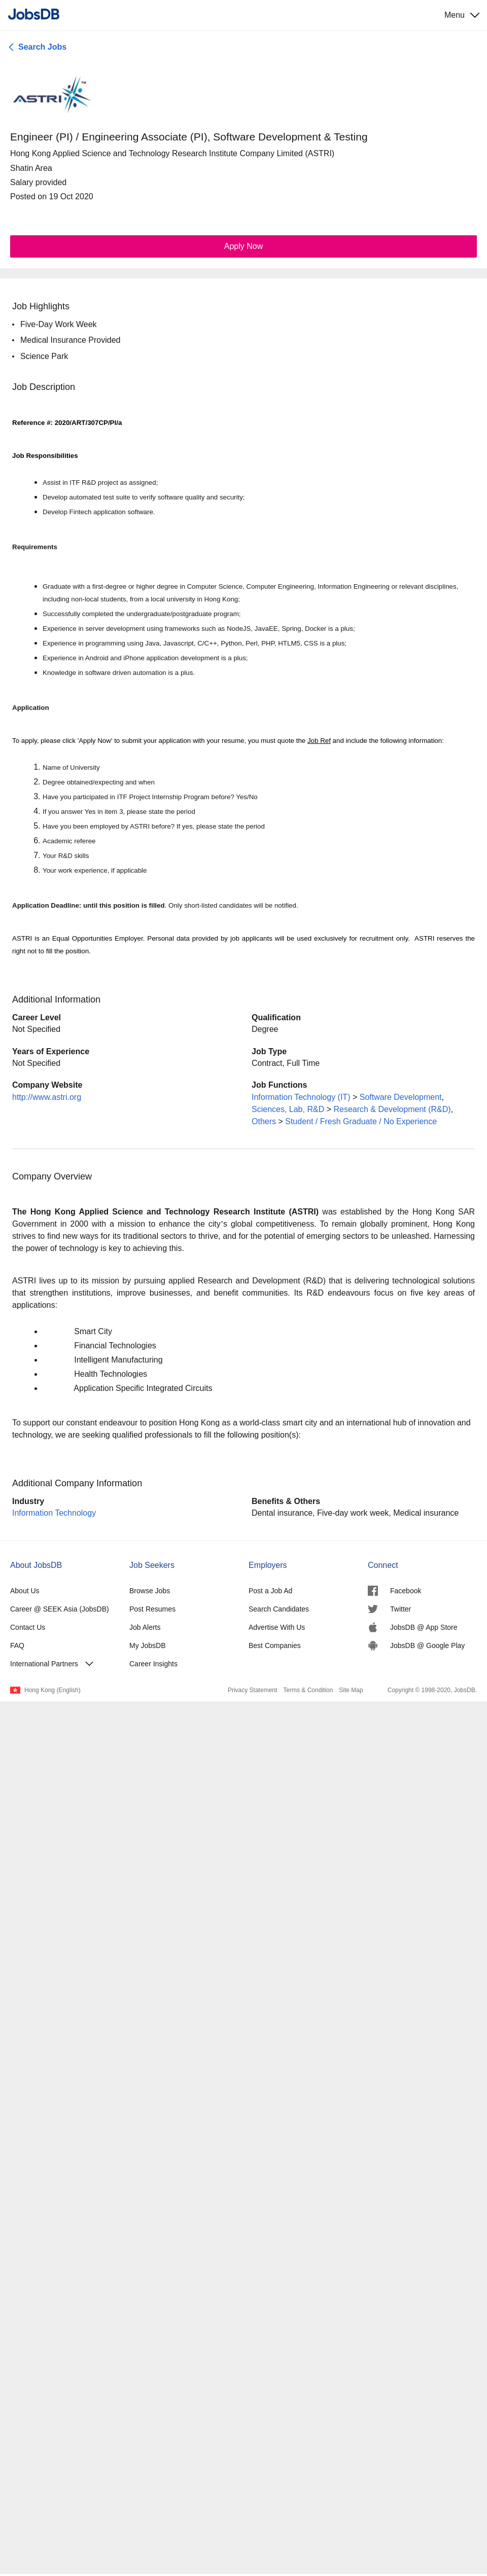 JobsDB
Menu
Search Jobs
ASTRI™
Engineer (PI) / Engineering Associate (PI), Software Development & Testing
Hong Kong Applied Science and Technology Research Institute Company Limited (ASTRI)
Shatin Area
Salary provided
Posted on 19 Oct 2020
Apply Now
Job Highlights
• Five-Day Work Week
• Medical Insurance Provided
• Science Park
Job Description
Reference #: 2020/ART/307CP/PI/a
Job Responsibilities
• Assist in ITF R&D project as assigned;
• Develop automated test suite to verify software quality and security;
• Develop Fintech application software.
Requirements
• Graduate with a first-degree or higher degree in Computer Science, Computer Engineering, Information Engineering or relevant disciplines,
including non-local students, from a local university in Hong Kong;
• Successfully completed the undergraduate/postgraduate program;
• Experience in server development using frameworks such as NodeJS, JavaEE, Spring, Docker is a plus;
• Experience in programming using Java, Javascript, C/C++, Python, Perl, PHP, HTML5, CSS is a plus;
• Experience in Android and iPhone application development is a plus;
• Knowledge in software driven automation is a plus.
Application
To apply, please click 'Apply Now' to submit your application with your resume, you must quote the Job Ref and include the following information:
1. Name of University
2. Degree obtained/expecting and when
3. Have you participated in ITF Project Internship Program before? Yes/No
4. If you answer Yes in item 3, please state the period
5. Have you been employed by ASTRI before? If yes, please state the period
6. Academic referee
7. Your R&D skills
8. Your work experience, if applicable
Application Deadline: until this position is filled. Only short-listed candidates will be notified.
ASTRI is an Equal Opportunities Employer. Personal data provided by job applicants will be used exclusively for recruitment only. ASTRI reserves the
right not to fill the position.
Additional Information
Career Level
Not Specified
Qualification
Degree
Years of Experience
Not Specified
Job Type
Contract, Full Time
Company Website
http://www.astri.org
Job Functions
Information Technology (IT) > Software Development,
Sciences, Lab, R&D > Research & Development (R&D),
Others > Student / Fresh Graduate / No Experience
Company Overview
The Hong Kong Applied Science and Technology Research Institute (ASTRI) was established by the Hong Kong SAR
Government in 2000 with a mission to enhance the city's global competitiveness. To remain globally prominent, Hong Kong
strives to find new ways for its traditional sectors to thrive, and for the potential of emerging sectors to be unleashed. Harnessing
the power of technology is key to achieving this.
ASTRI lives up to its mission by pursuing applied Research and Development (R&D) that is delivering technological solutions
that strengthen institutions, improve businesses, and benefit communities. Its R&D endeavours focus on five key areas of
applications:
• Smart City
• Financial Technologies
• Intelligent Manufacturing
• Health Technologies
• Application Specific Integrated Circuits
To support our constant endeavour to position Hong Kong as a world-class smart city and an international hub of innovation and
technology, we are seeking qualified professionals to fill the following position(s):
Additional Company Information
Industry
Information Technology
Benefits & Others
Dental insurance, Five-day work week, Medical insurance
About JobsDB
About Us
Career @ SEEK Asia (JobsDB)
Contact Us
FAQ
International Partners
Job Seekers
Browse Jobs
Post Resumes
Job Alerts
My JobsDB
Career Insights
Employers
Post a Job Ad
Search Candidates
Advertise With Us
Best Companies
Connect
Facebook
Twitter
JobsDB @ App Store
JobsDB @ Google Play
Hong Kong (English)
Privacy Statement Terms & Condition Site Map Copyright © 1998-2020, JobsDB.